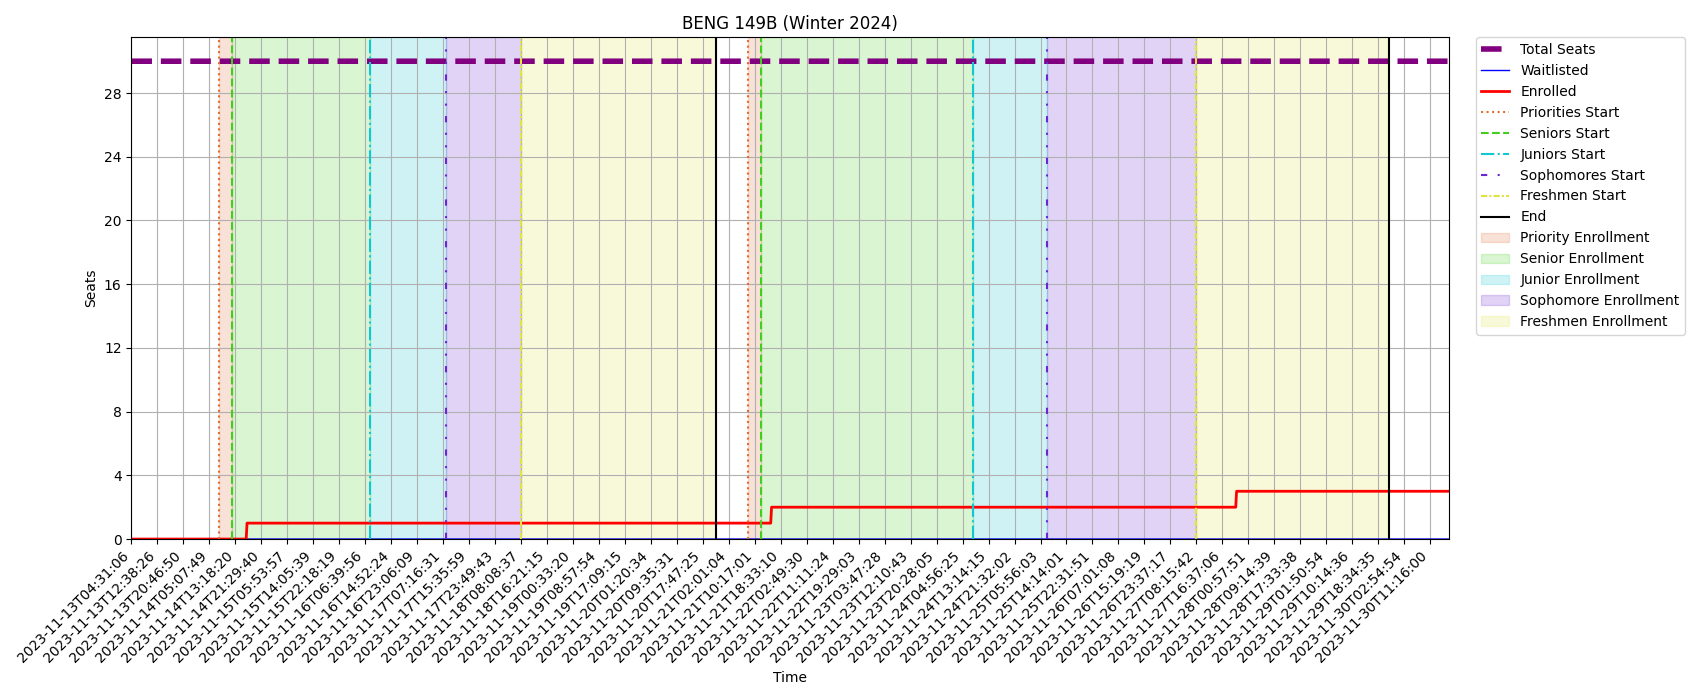 BENG 149B (Winter 2024)
Seats
28
24
20
16
12
8
4
0
2023-11-13T04:31:06
2023-11-13T12:38:26
2023-11-13T20:46:50
2023-11-14T05:07:49
2023-11-14T13:18:20
2023-11-14T21:29:40
2023-11-15T05:53:57
2023-11-15T14:05:39
2023-11-15T22:18:19
2023-11-16T06:39:56
2023-11-16T14:52:24
2023-11-16T23:06:09
2023-11-17T07:16:31
2023-11-17T15:35:59
2023-11-17T23:49:43
2023-11-18T08:08:37
2023-11-18T16:21:15
2023-11-19T00:33:20
2023-11-19T08:57:54
2023-11-19T17:09:15
2023-11-20T01:20:34
2023-11-20T09:35:31
2023-11-20T17:47:25
2023-11-21T02:01:04
2023-11-21T10:17:01
2023-11-21T18:33:10
2023-11-22T02:49:30
2023-11-22T11:11:24
2023-11-22T19:29:03
2023-11-23T03:47:28
2023-11-23T12:10:43
2023-11-23T20:28:05
2023-11-24T04:56:25
2023-11-24T13:14:15
2023-11-24T21:32:02
2023-11-25T05:56:03
2023-11-25T14:14:01
2023-11-25T22:31:51
2023-11-26T07:01:08
2023-11-26T15:19:19
2023-11-26T23:37:17
2023-11-27T08:15:42
2023-11-27T16:37:06
2023-11-28T00:57:51
2023-11-28T09:14:39
2023-11-28T17:33:38
2023-11-29T01:50:54
2023-11-29T10:14:36
2023-11-29T18:34:35
2023-11-30T02:54:54
2023-11-30T11:16:00
Time
Total Seats
Waitlisted
Enrolled
Priorities Start
Seniors Start
Juniors Start
Sophomores Start
Freshmen Start
End
Priority Enrollment
Senior Enrollment
Junior Enrollment
Sophomore Enrollment
Freshmen Enrollment